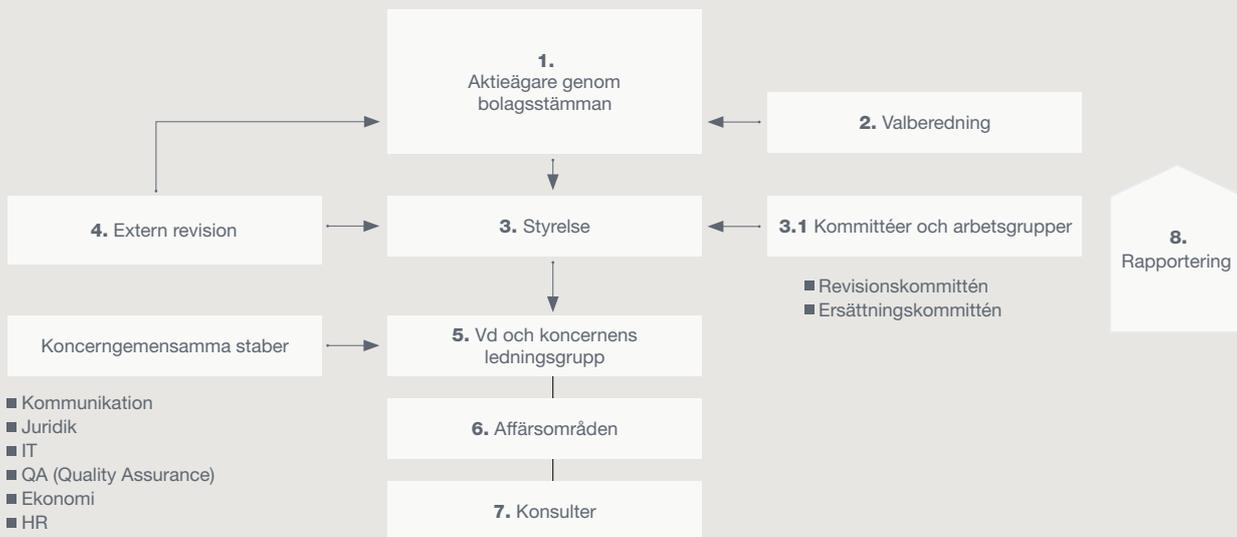 1.
Aktieägare genom
bolagsstämman
2. Valberedning
4. Extern revision
3. Styrelse
3.1 Kommittéer och arbetsgrupper
Revisionskommittén
Ersättningskommittén
8.
Rapportering
Koncerngemensamma staber
5. Vd och koncernens
ledningsgrupp
Kommunikation
Juridik
IT
QA (Quality Assurance)
Ekonomi
HR
6. Affärsområden
7. Konsulter